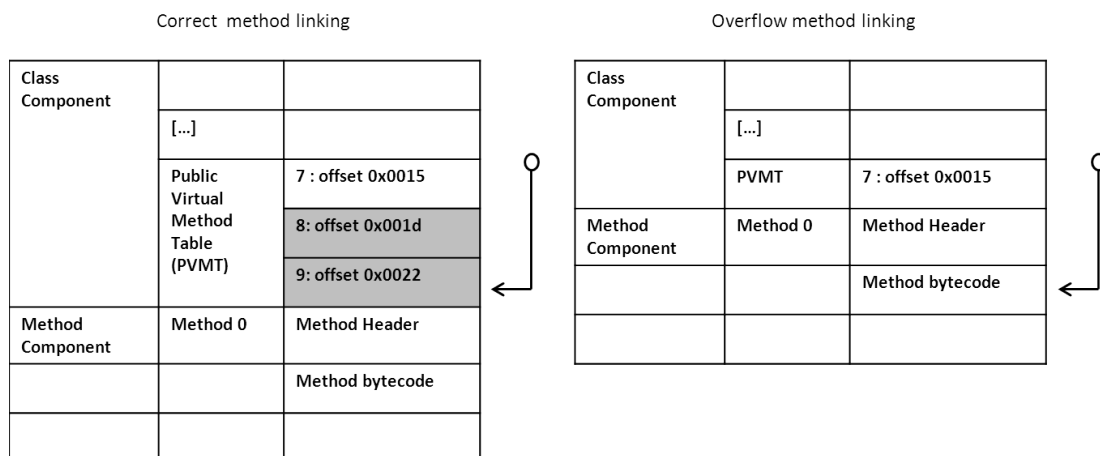 Correct method linking
Class
Component
[...]
Public
Virtual
Method
Table
(PVMT)
7 : offset 0x0015
8: offset 0x001d
9: offset 0x0022
Method
Component
Method 0
Method Header
Method bytecode
Overflow method linking
Class
Component
[...]
PVMT
7 : offset 0x0015
Method
Component
Method 0
Method Header
Method bytecode